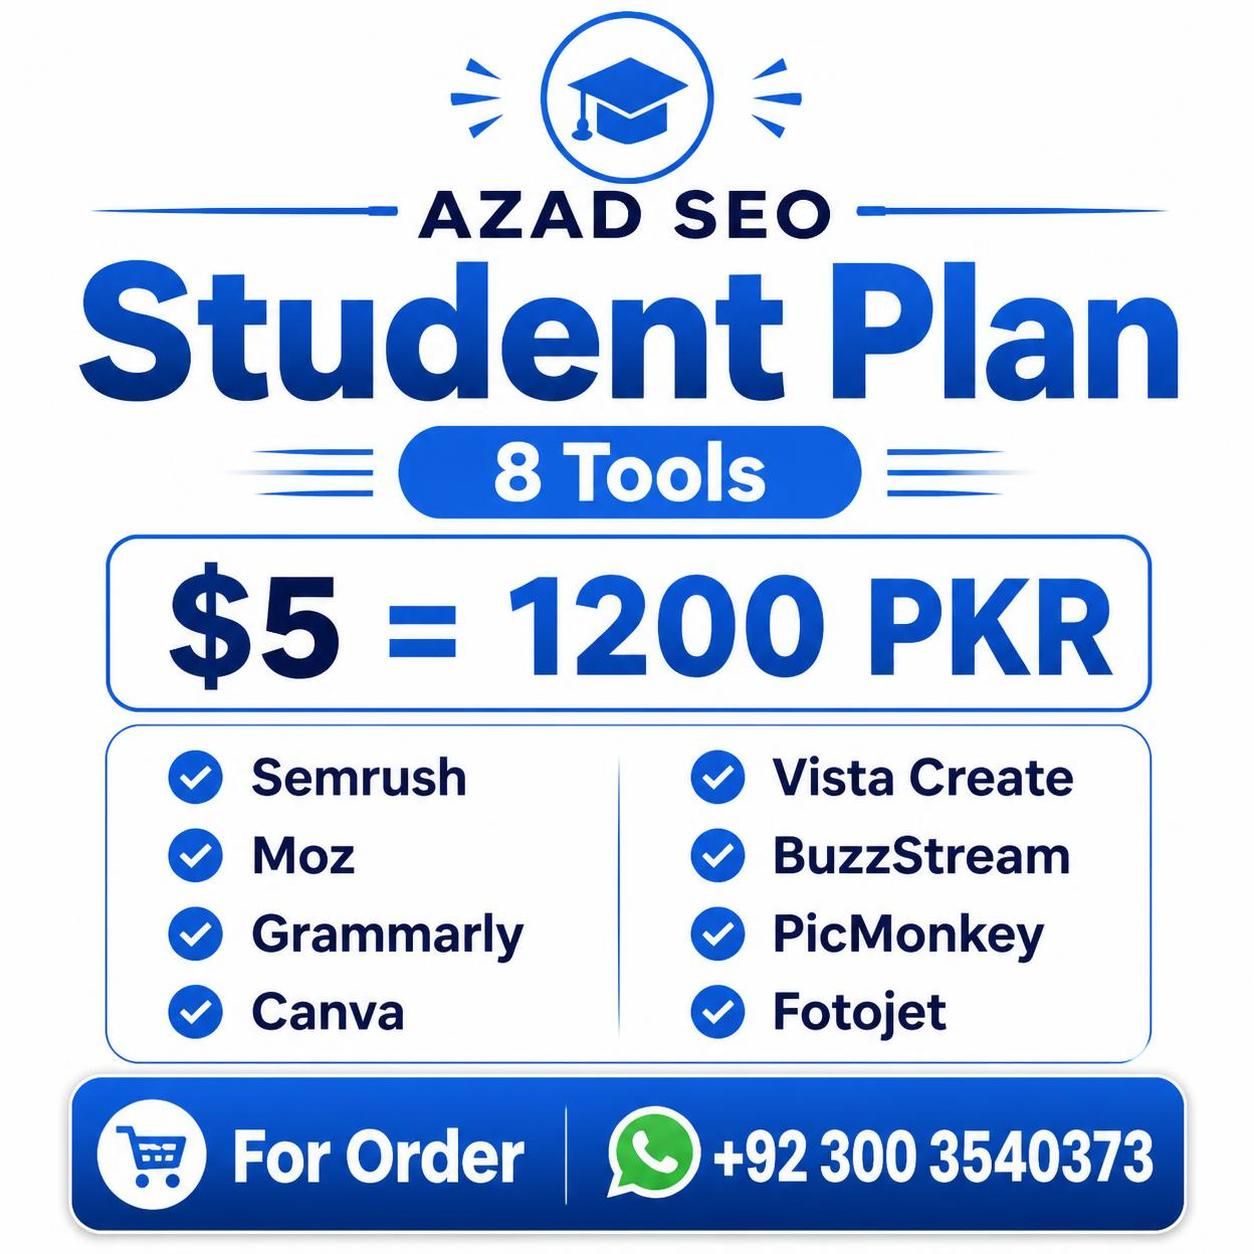 AZAD SEO
Student Plan
8 Tools
$5 = 1200 PKR
Semrush
Moz
Grammarly
Canva
Vista Create
BuzzStream
PicMonkey
Fotojet
For Order
+92 300 3540373